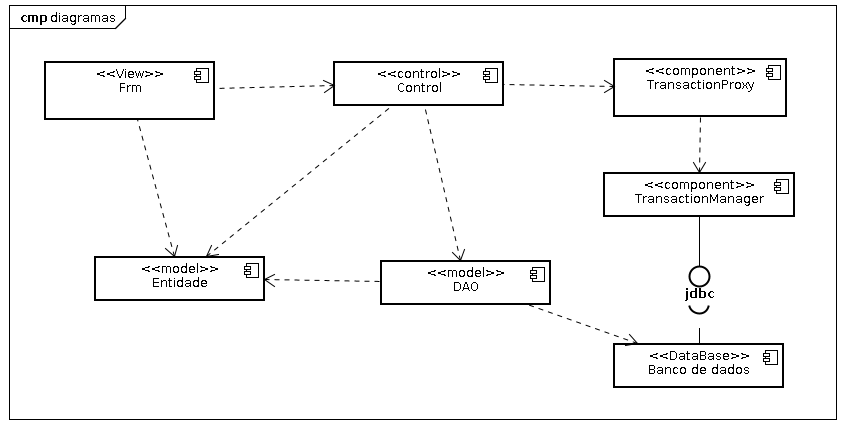 cmp diagramas
<<View>>
Frm
<<control>>
Control
<<component>>
TransactionProxy
<<component>>
TransactionManager
<<model>>
Entidade
<<model>>
DAO
jdbc
<<DataBase>>
Banco de dados